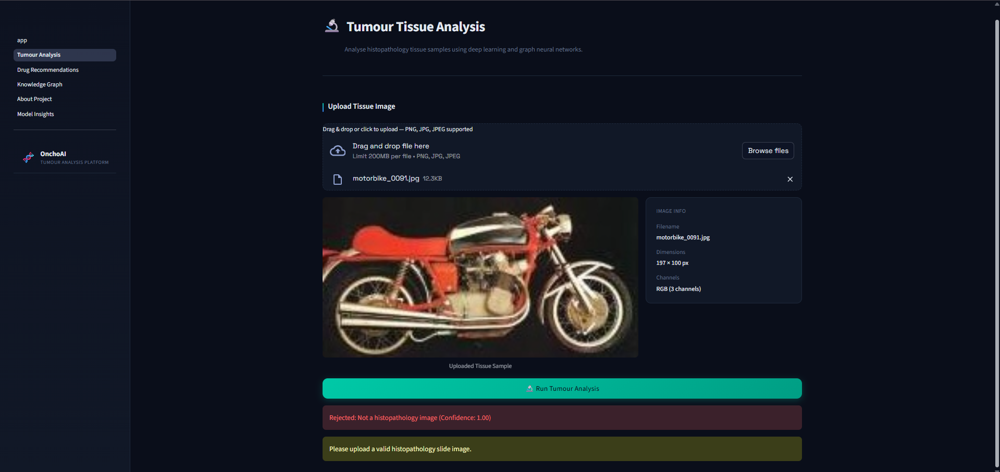 app
Tumour Analysis
Drug Recommendations
Knowledge Graph
About Project
Model Insights
OnchoAI
TUMOUR ANALYSIS PLATFORM
Tumour Tissue Analysis
Analyse histopathology tissue samples using deep learning and graph neural networks.
Upload Tissue Image
Drag & drop or click to upload — PNG, JPG, JPEG supported
Drag and drop file here
Limit 200MB per file • PNG, JPG, JPEG
Browse files
motorbike_0091.jpg 12.3KB
IMAGE INFO
Filename
motorbike_0091.jpg
Dimensions
197 × 100 px
Channels
RGB (3 channels)
Uploaded Tissue Sample
Run Tumour Analysis
Rejected: Not a histopathology image (Confidence: 1.00)
Please upload a valid histopathology slide image.